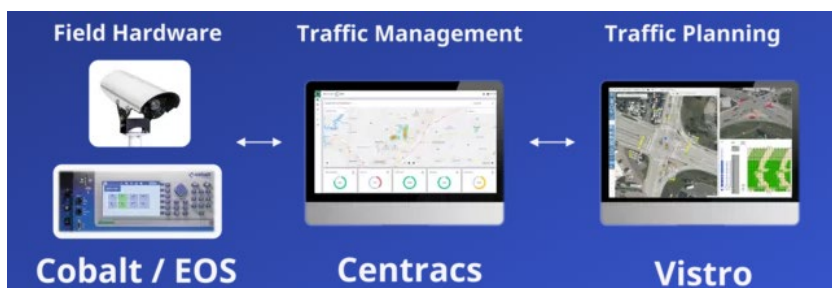 Field Hardware
Traffic Management
Traffic Planning
Cobalt / EOS
Centracs
Vistro